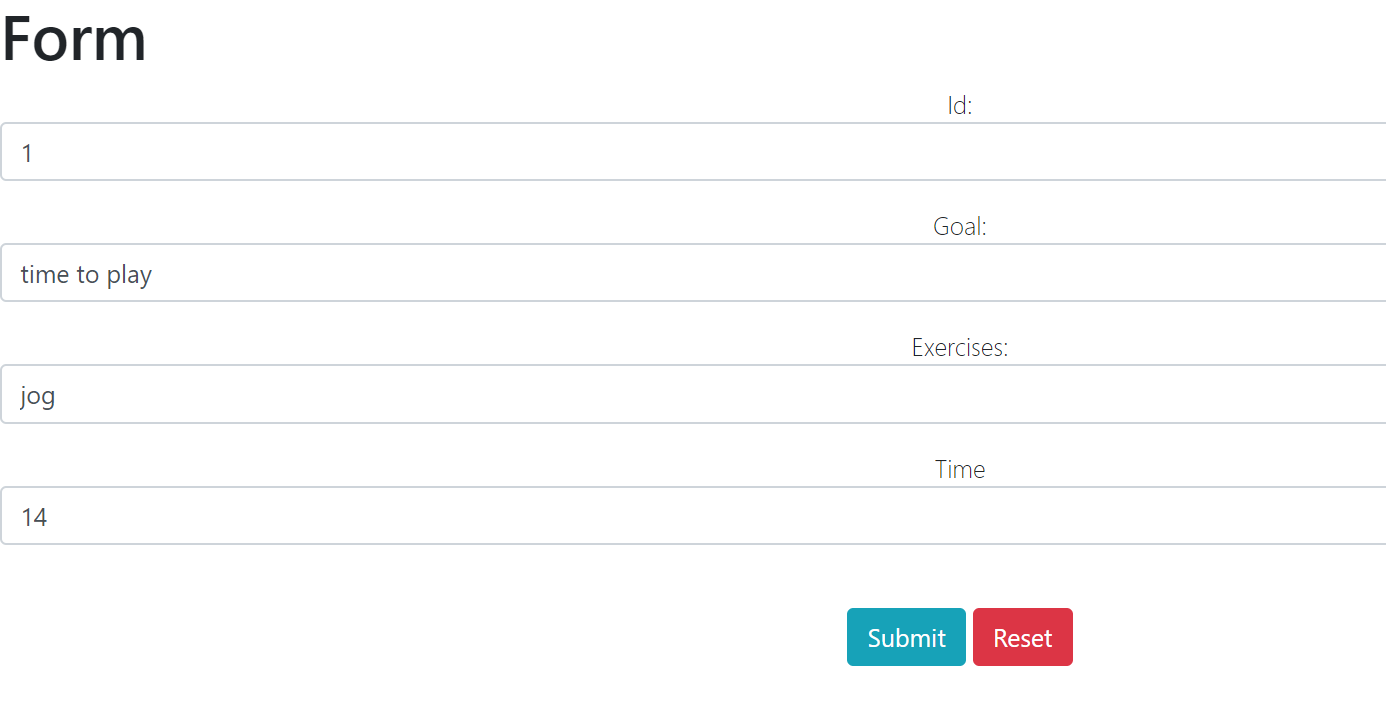 Form
Id:
1
Goal:
time to play
Exercises:
jog
Time
14
Submit Reset